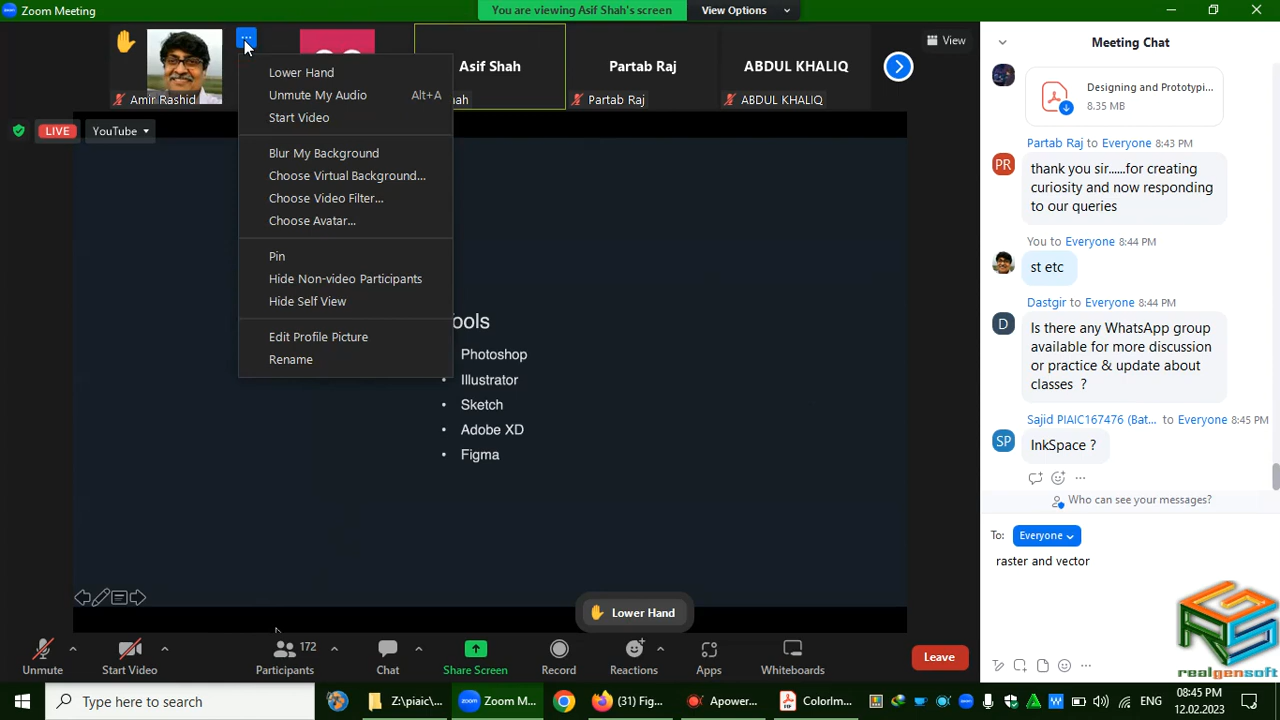 Zoom Meeting
You are viewing Asif Shah's screen
View Options
View
Amir Rashid
Asif Shah
Partab Raj
Partab Raj
ABDUL KHALIQ
ABDUL KHALIQ
LIVE
YouTube
Lower Hand
Unmute My Audio Alt+A
Start Video
Blur My Background
Choose Virtual Background...
Choose Video Filter...
Choose Avatar...
Pin
Hide Non-video Participants
Hide Self View
Edit Profile Picture
Rename
ools
• Photoshop
• Illustrator
• Sketch
• Adobe XD
• Figma
Lower Hand
Unmute
Start Video
Participants
172
Chat
Share Screen
Record
Reactions
Apps
Whiteboards
Leave
Meeting Chat
Designing and Prototypi...
8.35 MB
Partab Raj to Everyone 8:43 PM
PR
thank you sir......for creating
curiosity and now responding
to our queries
You to Everyone 8:44 PM
st etc
Dastgir to Everyone 8:44 PM
D
Is there any WhatsApp group
available for more discussion
or practice & update about
classes ?
Sajid PIAIC167476 (Bat... to Everyone 8:45 PM
SP
InkSpace ?
Who can see your messages?
To: Everyone
raster and vector
realgensoft
Type here to search
Z:\piaic\...
Zoom M...
(31) Fig...
Apower...
ColorIm...
ENG
08:45 PM
12.02.2023